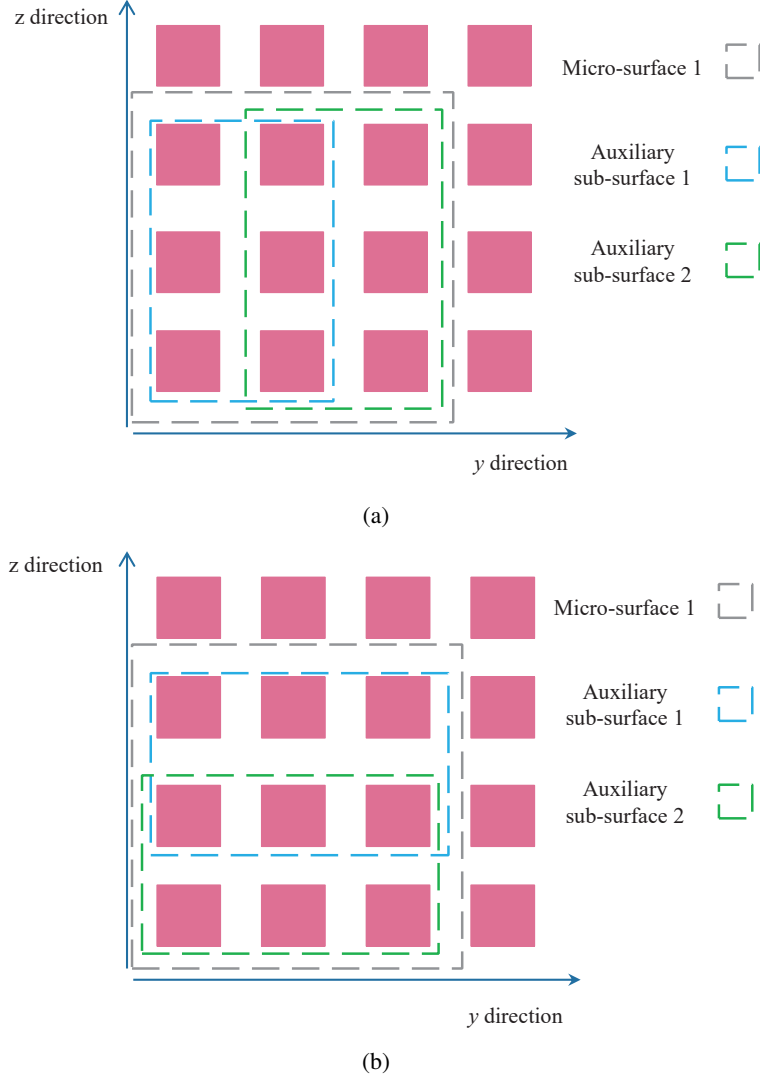 z direction
Micro-surface 1
Auxiliary
sub-surface 1
Auxiliary
sub-surface 2
y direction
(a)
z direction
Micro-surface 1
Auxiliary
sub-surface 1
Auxiliary
sub-surface 2
y direction
(b)